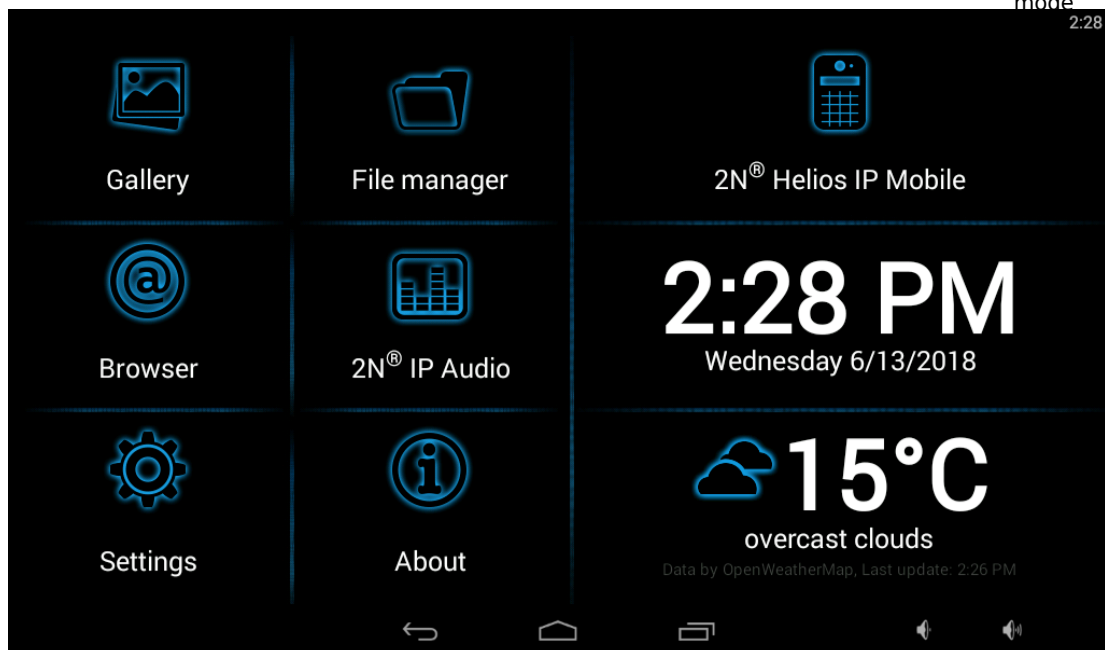 mode
2:28
Gallery
File manager
2N® Helios IP Mobile
Browser
2N® IP Audio
2:28 PM
Wednesday 6/13/2018
Settings
About
15°C
overcast clouds
Data by OpenWeatherMap, Last update: 2:26 PM